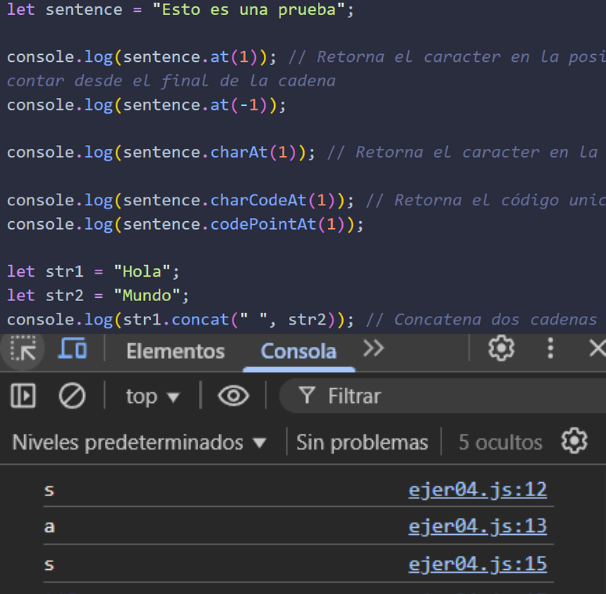 let sentence = "Esto es una prueba";
console.log(sentence.at(1)); // Retorna el caracter en la posi
contar desde el final de la cadena
console.log(sentence.at(-1));
console.log(sentence.charAt(1)); // Retorna el caracter en la
console.log(sentence.charCodeAt(1)); // Retorna el código unic
console.log(sentence.codePointAt(1));
let str1 = "Hola";
let str2 = "Mundo";
console.log(str1.concat(" ", str2)); // Concatena dos cadenas
Elementos Consola
top Filtrar
Niveles predeterminados Sin problemas 5 ocultos
s ejer04.js:12
a ejer04.js:13
s ejer04.js:15